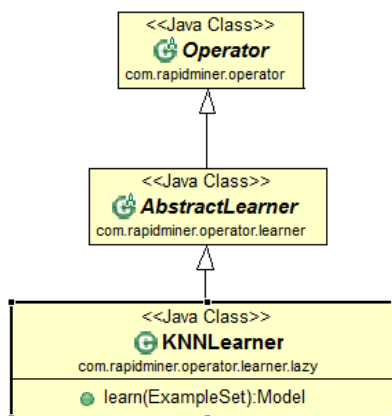 <<Java Class>>
Operator
com.rapidminer.operator
<<Java Class>>
AbstractLearner
com.rapidminer.operator.learner
<<Java Class>>
KNNLearner
com.rapidminer.operator.learner.lazy
learn(ExampleSet):Model